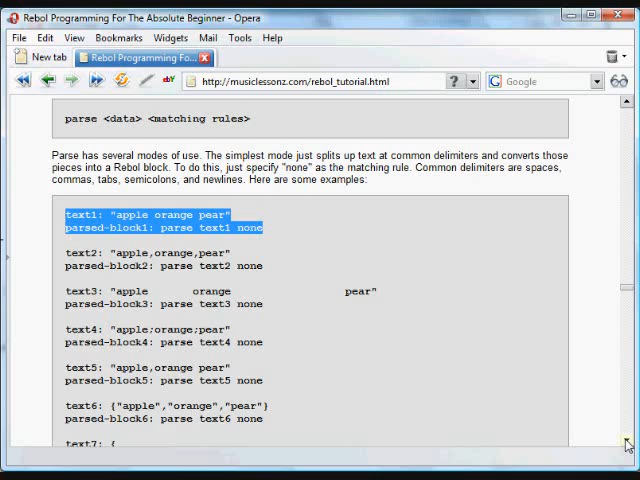 Rebol Programming For The Absolute Beginner - Opera
File Edit View Bookmarks Widgets Mail Tools Help
New tab Rebol Programming Fo...
http://musiclessonz.com/rebol_tutorial.html ? Google
parse <data> <matching rules>
Parse has several modes of use. The simplest mode just splits up text at common delimiters and converts those
pieces into a Rebol block. To do this, just specify "none" as the matching rule. Common delimiters are spaces,
commas, tabs, semicolons, and newlines. Here are some examples:
text1: "apple orange pear"
parsed-block1: parse text1 none
text2: "apple,orange,pear"
parsed-block2: parse text2 none
text3: "apple orange pear"
parsed-block3: parse text3 none
text4: "apple;orange;pear"
parsed-block4: parse text4 none
text5: "apple,orange pear"
parsed-block5: parse text5 none
text6: {"apple","orange","pear"}
parsed-block6: parse text6 none
text7: {